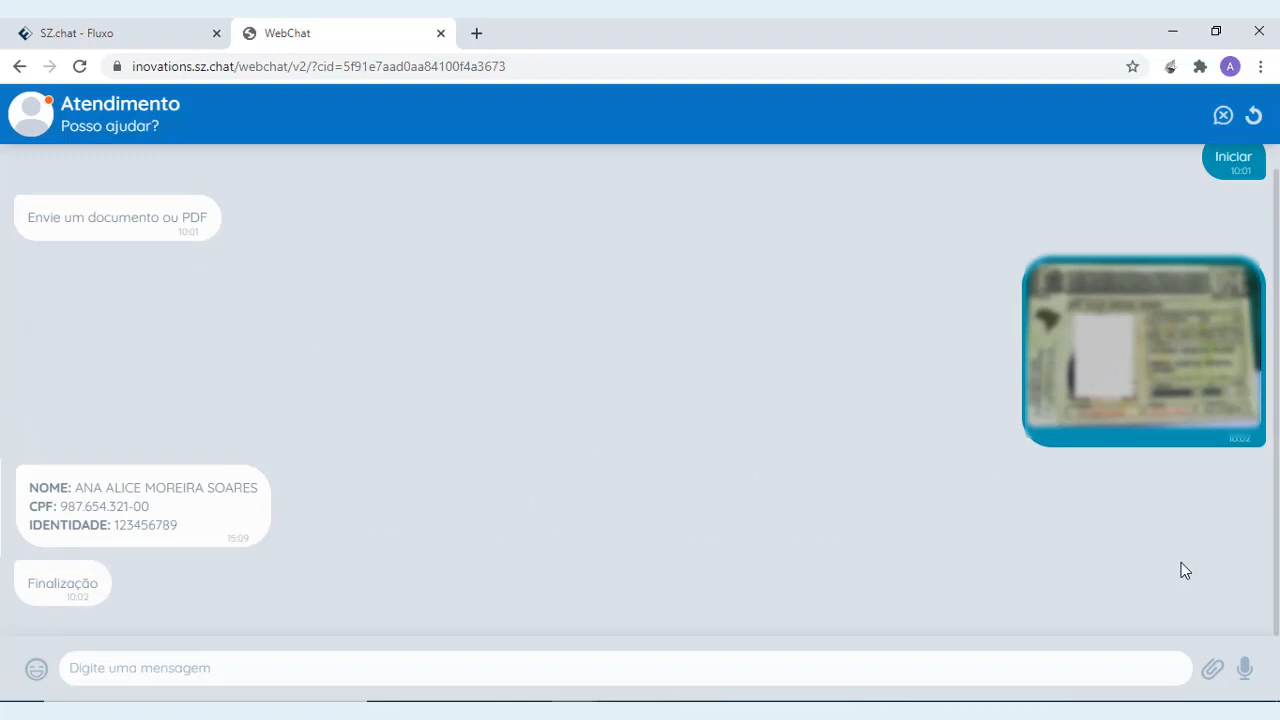 SZ.chat - Fluxo
WebChat
inovations.sz.chat/webchat/v2/?cid=5f91e7aad0aa84100f4a3673
A
Atendimento
Posso ajudar?
Iniciar
10:01
Envie um documento ou PDF
10:01
10:02
NOME: ANA ALICE MOREIRA SOARES
CPF: 987.654.321-00
IDENTIDADE: 123456789
15:09
Finalização
10:02
Digite uma mensagem